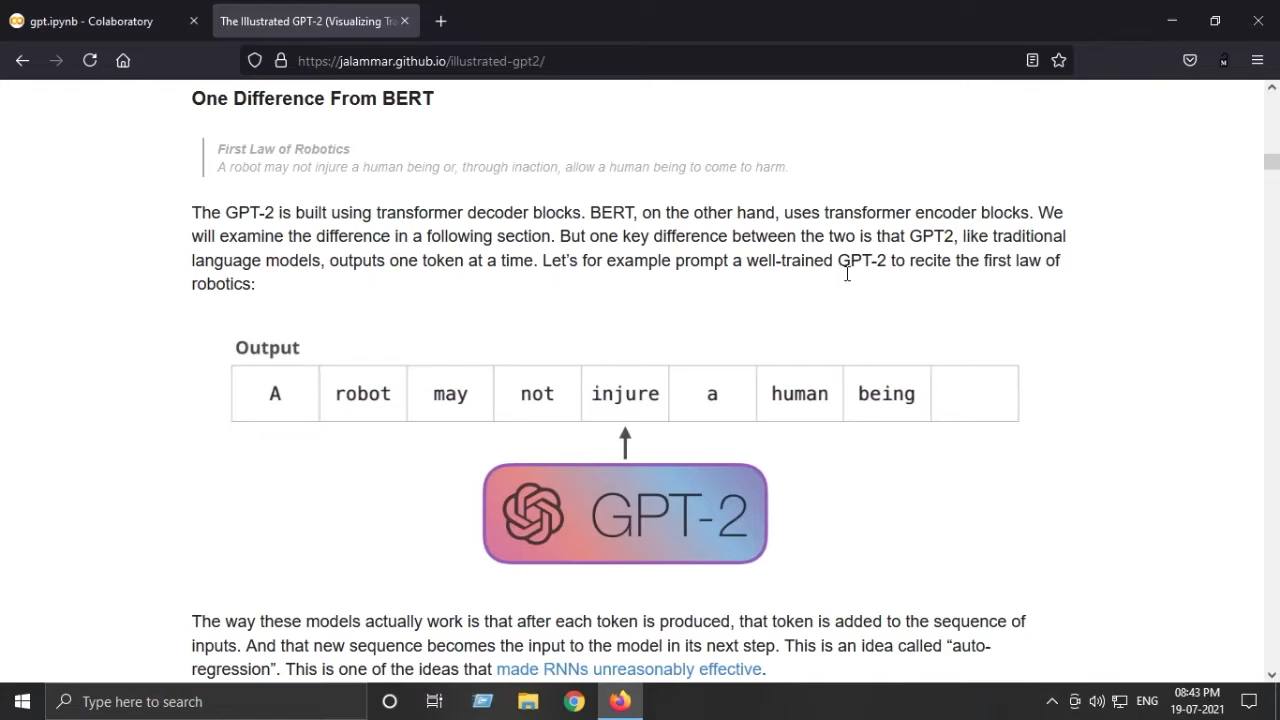 gpt.ipynb - Colaboratory
The Illustrated GPT-2 (Visualizing Tra
https://jalammar.github.io/illustrated-gpt2/
One Difference From BERT
First Law of Robotics
A robot may not injure a human being or, through inaction, allow a human being to come to harm.
The GPT-2 is built using transformer decoder blocks. BERT, on the other hand, uses transformer encoder blocks. We
will examine the difference in a following section. But one key difference between the two is that GPT2, like traditional
language models, outputs one token at a time. Let’s for example prompt a well-trained GPT-2 to recite the first law of
robotics:
Output
A robot may not injure a human being
GPT-2
The way these models actually work is that after each token is produced, that token is added to the sequence of
inputs. And that new sequence becomes the input to the model in its next step. This is an idea called “auto-
regression”. This is one of the ideas that made RNNs unreasonably effective.
Type here to search
ENG
08:43 PM
19-07-2021